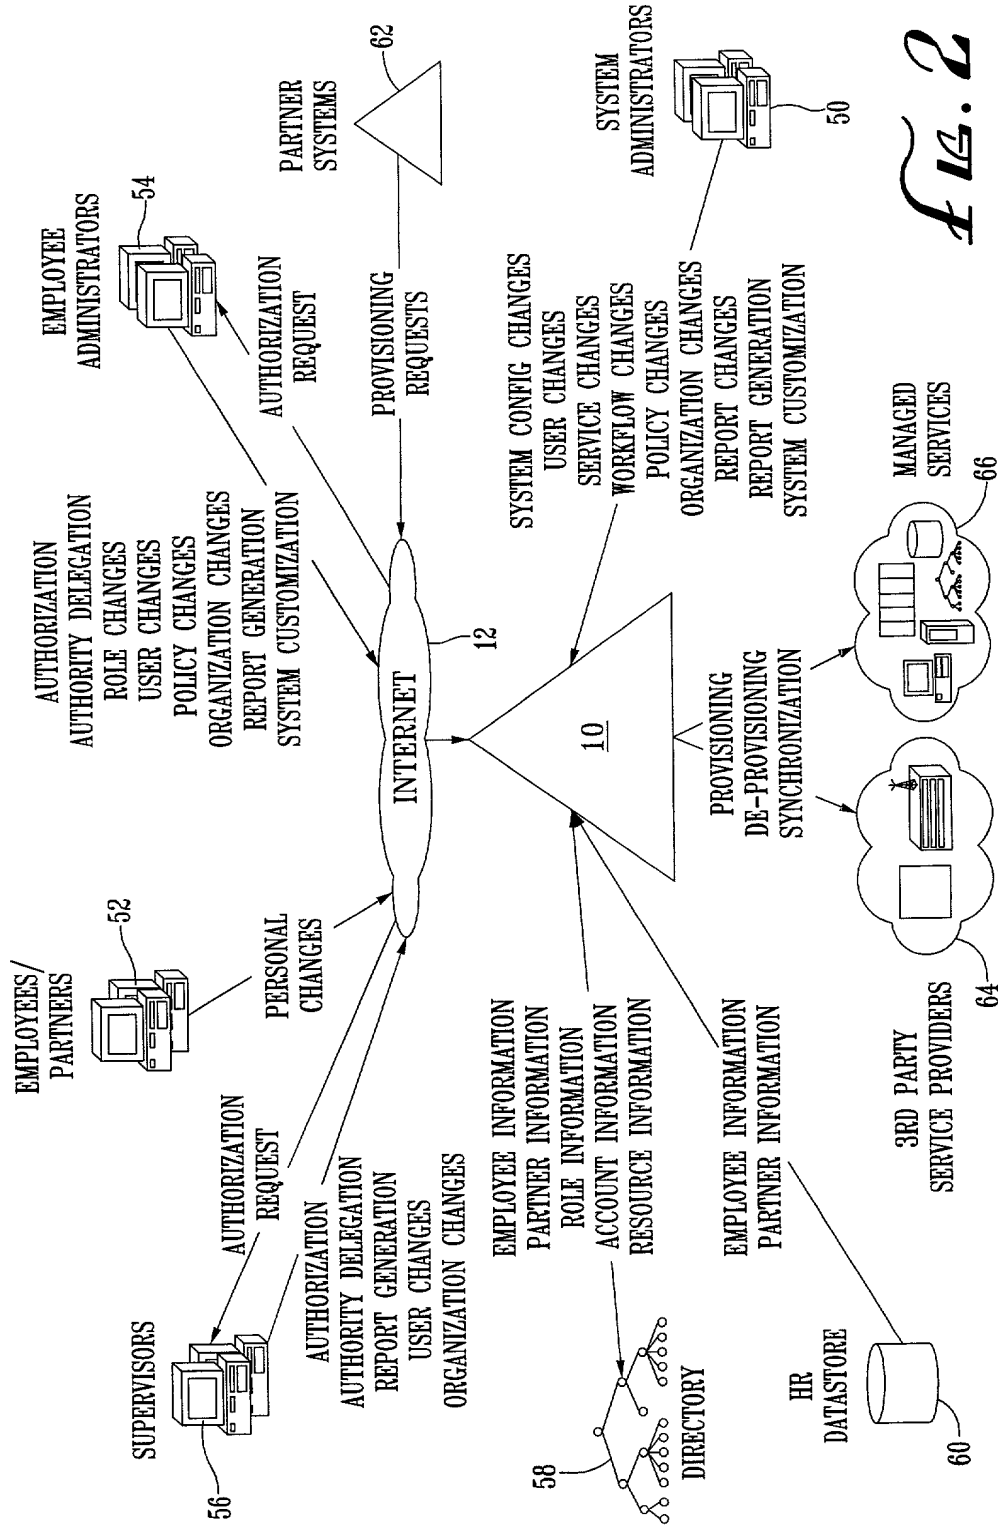 SUPERVISORS
56
AUTHORIZATION
REQUEST
AUTHORIZATION
AUTHORITY DELEGATION
REPORT GENERATION
USER CHANGES
ORGANIZATION CHANGES
EMPLOYEES/
PARTNERS
52
PERSONAL
CHANGES
AUTHORIZATION
AUTHORITY DELEGATION
ROLE CHANGES
USER CHANGES
POLICY CHANGES
ORGANIZATION CHANGES
REPORT GENERATION
SYSTEM CUSTOMIZATION
EMPLOYEE
ADMINISTRATORS
54
AUTHORIZATION
REQUEST
PARTNER
SYSTEMS
62
PROVISIONING
REQUESTS
INTERNET
12
10
58
DIRECTORY
EMPLOYEE INFORMATION
PARTNER INFORMATION
ROLE INFORMATION
ACCOUNT INFORMATION
RESOURCE INFORMATION
HR
DATASTORE
60
EMPLOYEE INFORMATION
PARTNER INFORMATION
SYSTEM CONFIG CHANGES
USER CHANGES
SERVICE CHANGES
WORKFLOW CHANGES
POLICY CHANGES
ORGANIZATION CHANGES
REPORT CHANGES
REPORT GENERATION
SYSTEM CUSTOMIZATION
SYSTEM
ADMINISTRATORS
50
PROVISIONING
DE-PROVISIONING
SYNCHRONIZATION
3RD PARTY
SERVICE PROVIDERS
64
MANAGED
SERVICES
66
FIG. 2